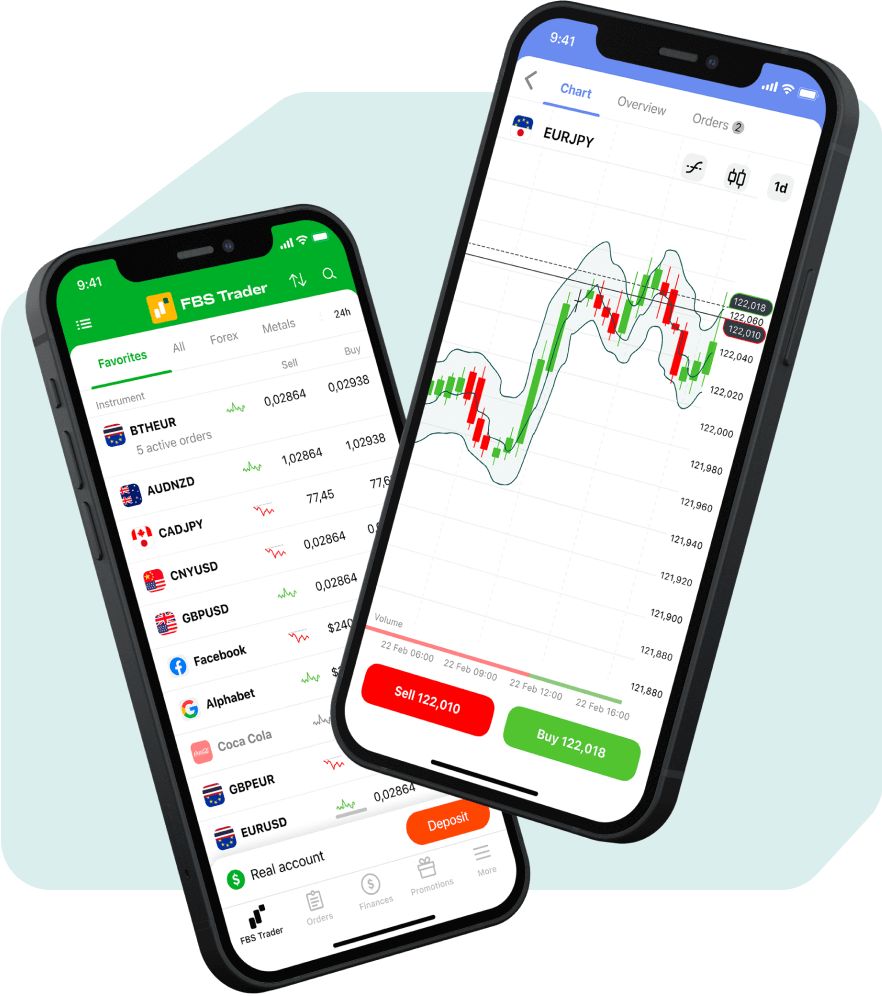 9:41
FBS Trader
Favorites
All
Forex
Metals
24h
Instrument
Sell
Buy
BTHEUR
0,02864
0,02938
5 active orders
AUDNZD
1,02864
1,02938
CADJPY
77,45
CNYUSD
0,02864
GBPUSD
0,02864
Facebook
Alphabet
Coca Cola
GBPEUR
EURUSD
0,02864
Real account
Deposit
FBS Trader
Orders
Finances
Promotions
More
9:41
Chart
Overview
Orders 2
EURJPY
1d
122,018
122,060
122,010
122,040
122,020
122,000
121,980
121,960
121,940
121,920
121,900
121,880
121,880
Volume
22 Feb 06:00
22 Feb 09:00
22 Feb 12:00
22 Feb 16:00
Sell 122,010
Buy 122,018